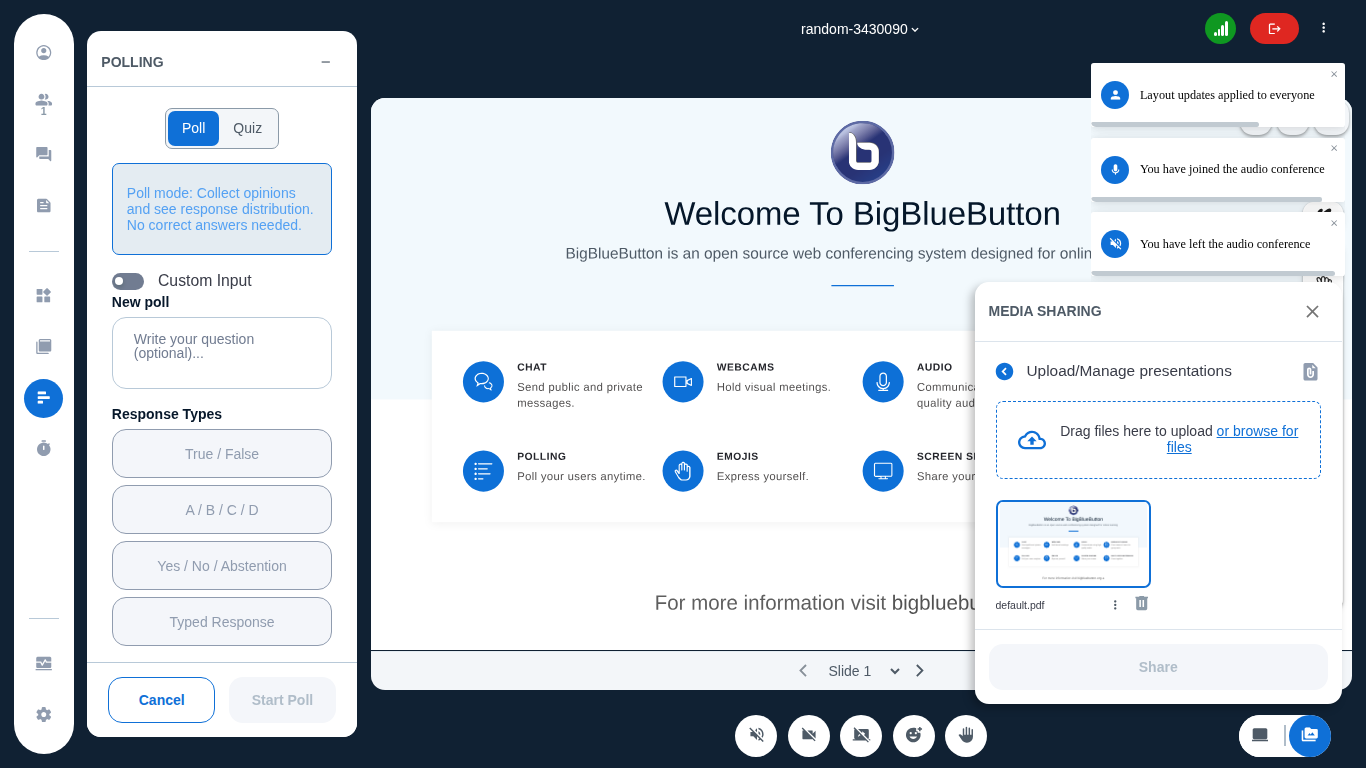 random-3430090
1
POLLING
Poll
Quiz
Poll mode: Collect opinions
and see response distribution.
No correct answers needed.
Custom Input
New poll
Write your question
(optional)...
Response Types
True / False
A / B / C / D
Yes / No / Abstention
Typed Response
Cancel
Start Poll
Welcome To BigBlueButton
BigBlueButton is an open source web conferencing system designed for onlin
CHAT
Send public and private
messages.
WEBCAMS
Hold visual meetings.
AUDIO
Communica
quality aud
POLLING
Poll your users anytime.
EMOJIS
Express yourself.
SCREEN S
Share your
For more information visit bigbluebu
Slide 1
Layout updates applied to everyone
You have joined the audio conference
You have left the audio conference
MEDIA SHARING
Upload/Manage presentations
Drag files here to upload or browse for
files
Welcome To BigBlueButton
default.pdf
Share